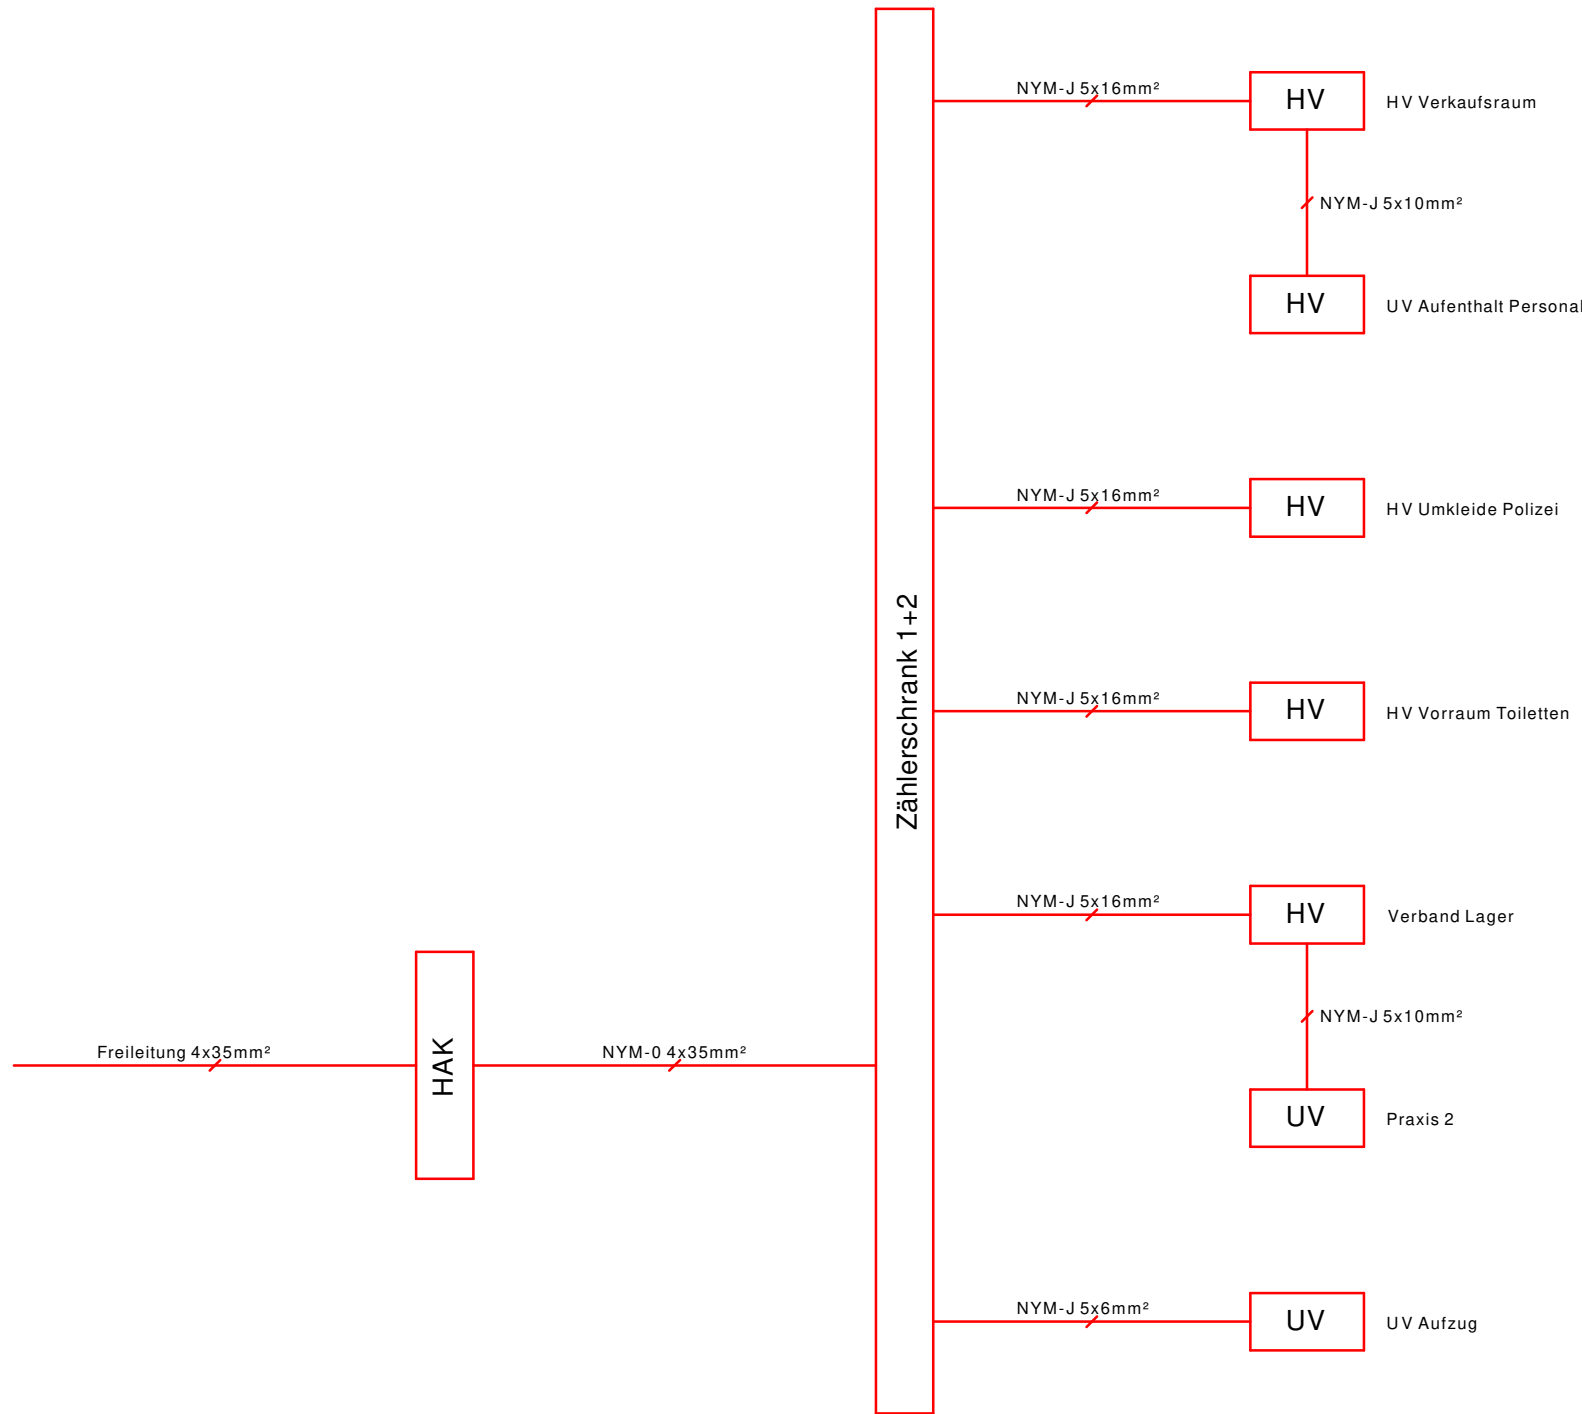 NYM-J 5x16mm²
HV
HV Verkaufsraum
NYM-J 5x10mm²
HV
UV Aufenthalt Personal
NYM-J 5x16mm²
HV
HV Umkleide Polizei
Zählerschrank 1+2
NYM-J 5x16mm²
HV
HV Vorraum Toiletten
NYM-J 5x16mm²
HV
Verband Lager
NYM-J 5x10mm²
Freileitung 4x35mm²
HAK
NYM-0 4x35mm²
UV
Praxis 2
NYM-J 5x6mm²
UV
UV Aufzug